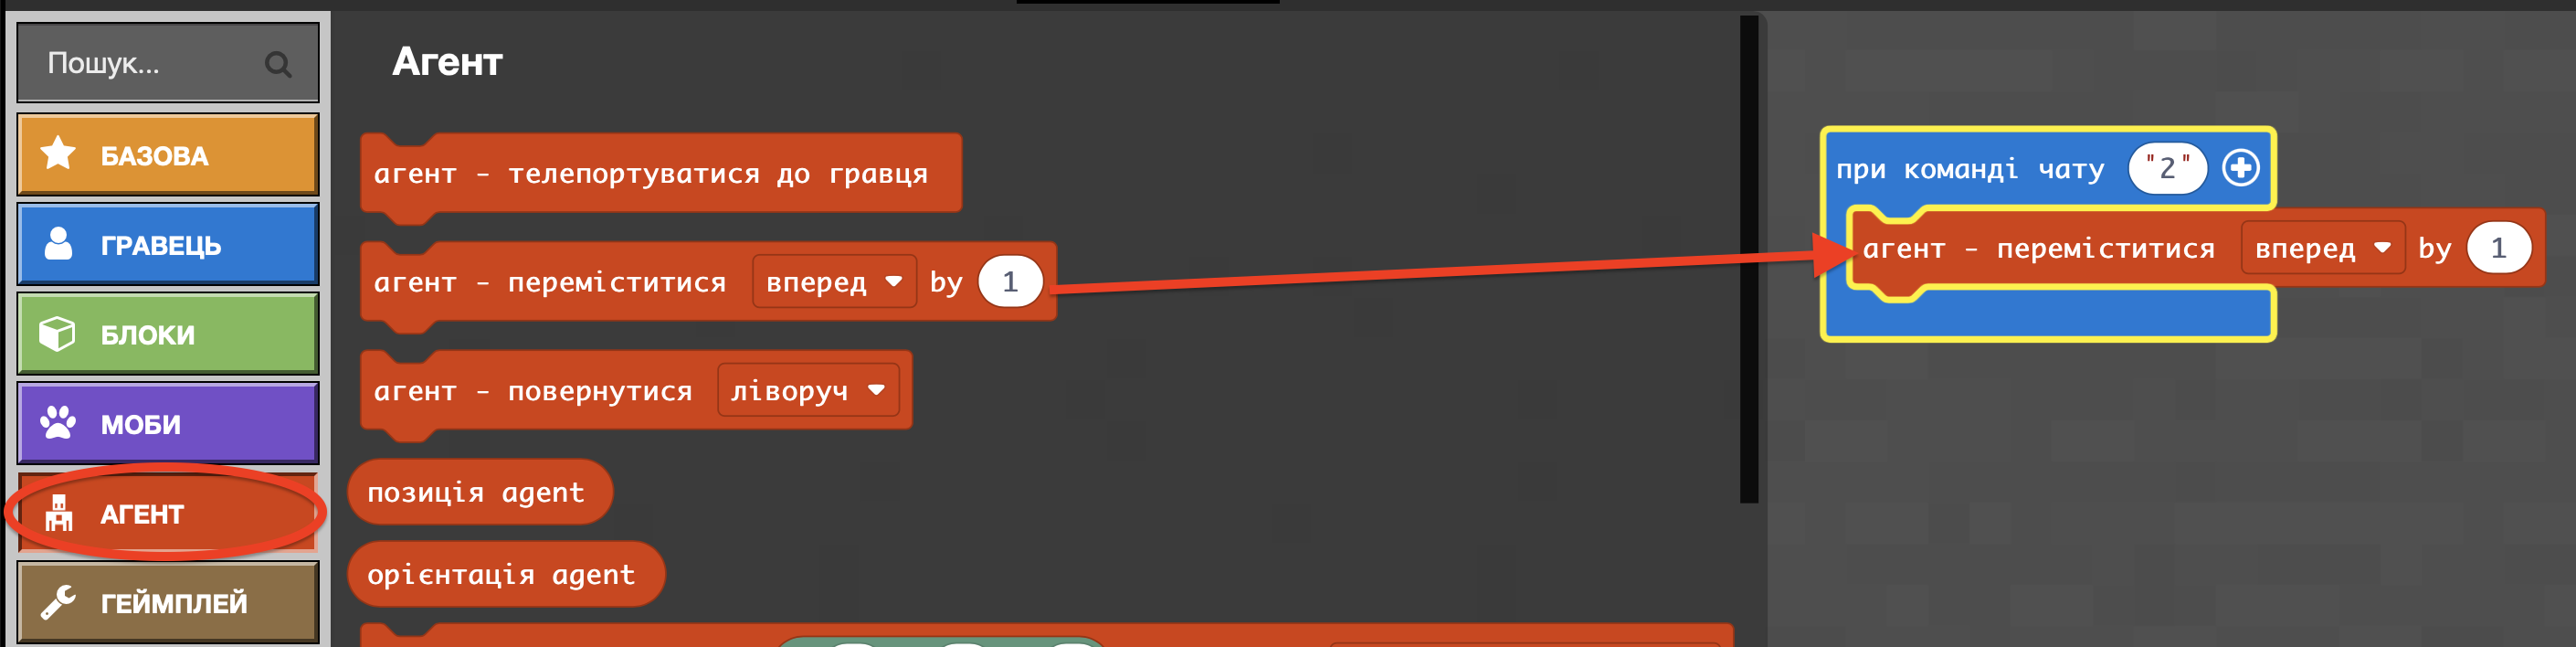 Пошук...
БАЗОВА
ГРАВЕЦЬ
БЛОКИ
МОБИ
АГЕНТ
ГЕЙМПЛЕЙ
Агент
агент - телепортуватися до гравця
агент - переміститися вперед by 1
агент - повернутися ліворуч
позиція agent
орієнтація agent
при команді чату "2"
агент - переміститися вперед by 1